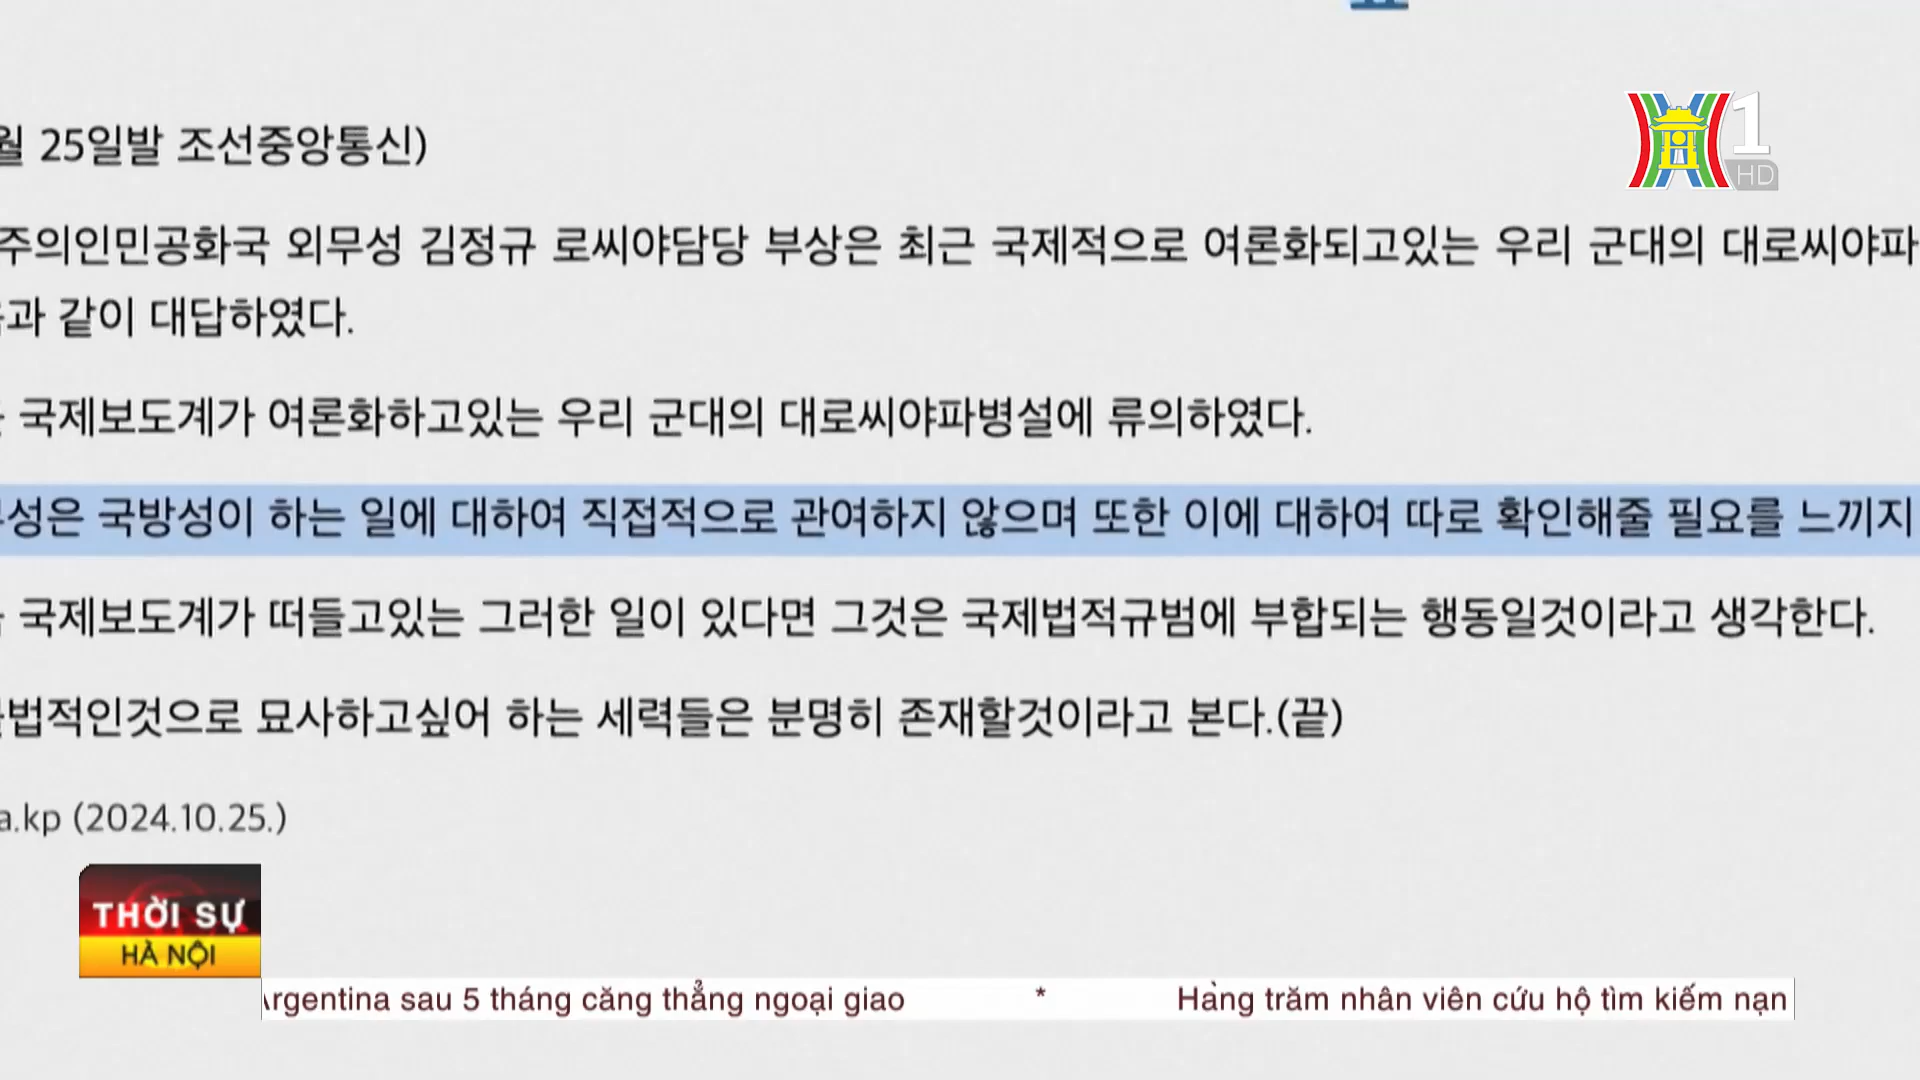 월 25일발 조선중앙통신)
1
HD
주의인민공화국 외무성 김정규 로씨야담당 부상은 최근 국제적으로 여론화되고있는 우리 군대의 대로씨야파
과 같이 대답하였다.
국제보도계가 여론화하고있는 우리 군대의 대로씨야파병설에 류의하였다.
성은 국방성이 하는 일에 대하여 직접적으로 관여하지 않으며 또한 이에 대하여 따로 확인해줄 필요를 느끼지
국제보도계가 떠들고있는 그러한 일이 있다면 그것은 국제법적규범에 부합되는 행동일것이라고 생각한다.
법적인것으로 묘사하고싶어 하는 세력들은 분명히 존재할것이라고 본다.(끝)
a.kp (2024.10.25.)
THỜI SỰ
HÀ NỘI
Argentina sau 5 tháng căng thẳng ngoại giao * Hàng trăm nhân viên cứu hộ tìm kiếm nạn